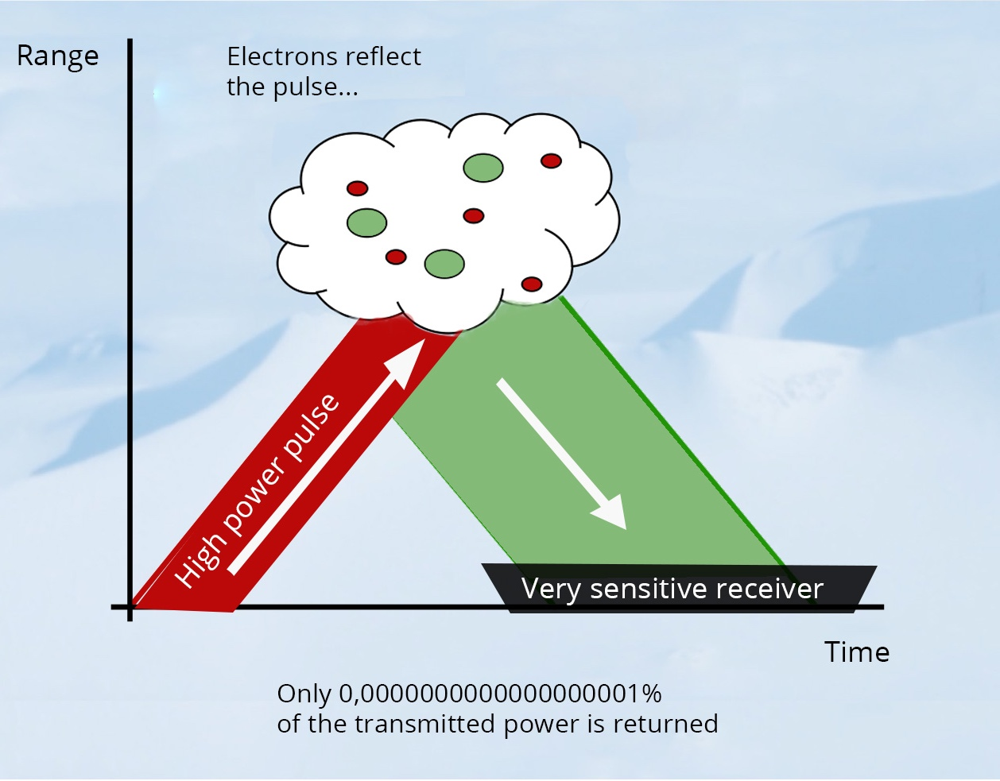 Range
Electrons reflect
the pulse...
High power pulse
Very sensitive receiver
Time
Only 0,0000000000000000001%
of the transmitted power is returned